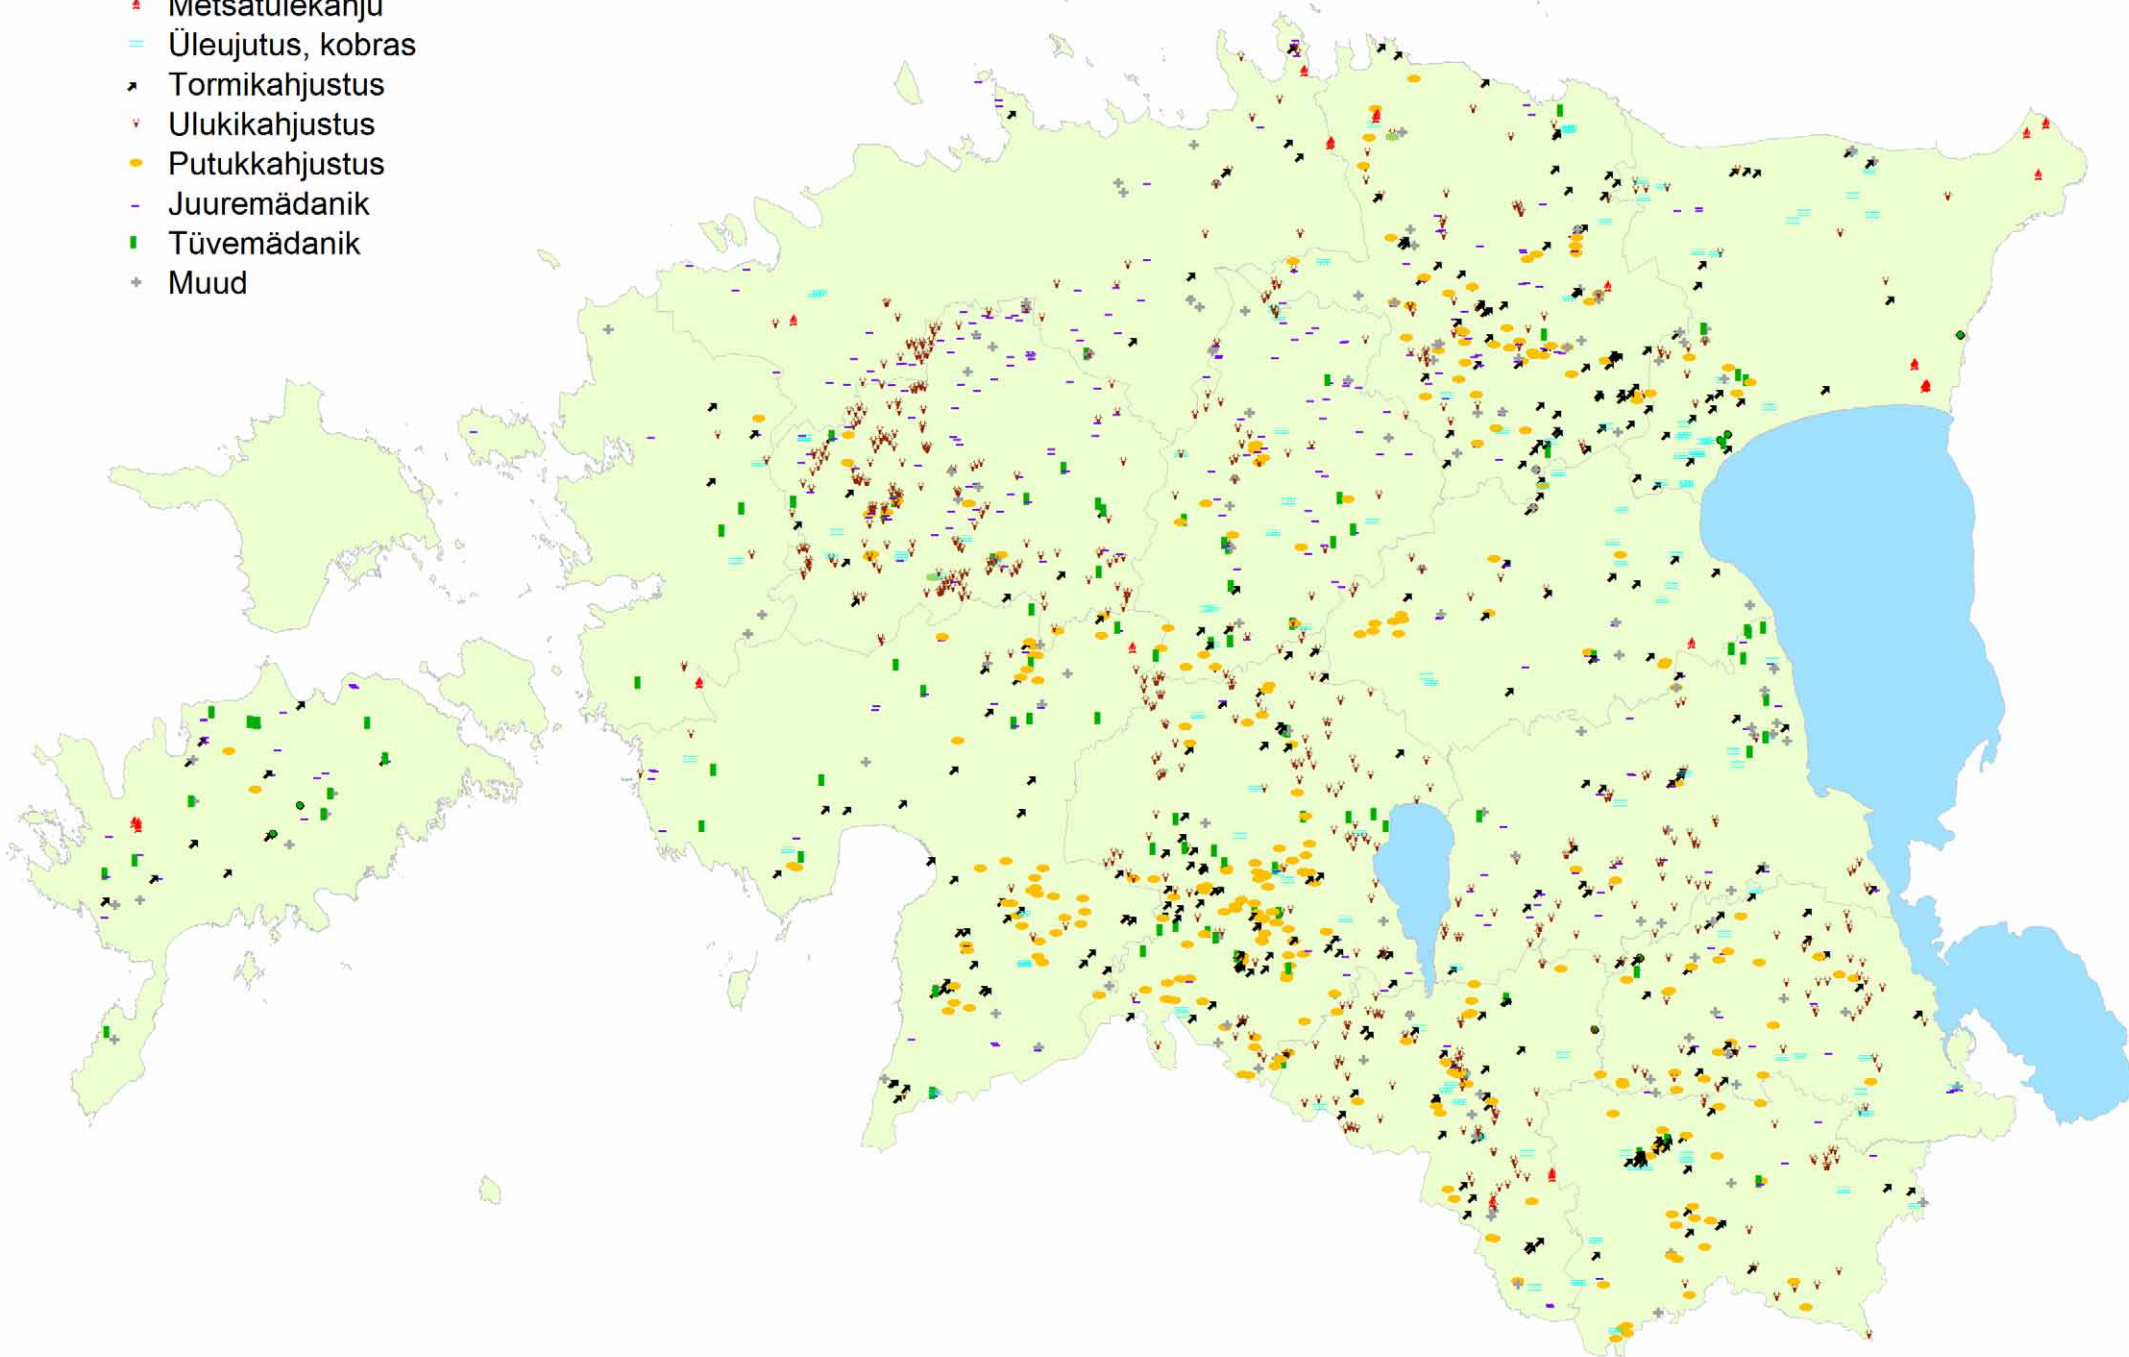 Metsatulekahju
Üleujutus, kobras
Tormikahjustus
Ulukikahjustus
Putukkahjustus
Juuremädanik
Tüvemädanik
Muud